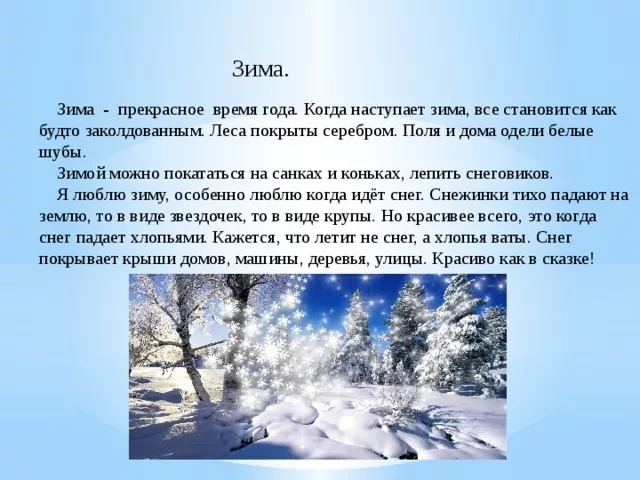 Зима.
Зима - прекрасное время года. Когда наступает зима, все становится как
будто заколдованным. Леса покрыты серебром. Поля и дома одели белые
шубы.
Зимой можно покататься на санках и коньках, лепить снеговиков.
Я люблю зиму, особенно люблю когда идёт снег. Снежинки тихо падают на
землю, то в виде звездочек, то в виде крупы. Но красивее всего, это когда
снег падает хлопьями. Кажется, что летит не снег, а хлопья ваты. Снег
покрывает крыши домов, машины, деревья, улицы. Красиво как в сказке!